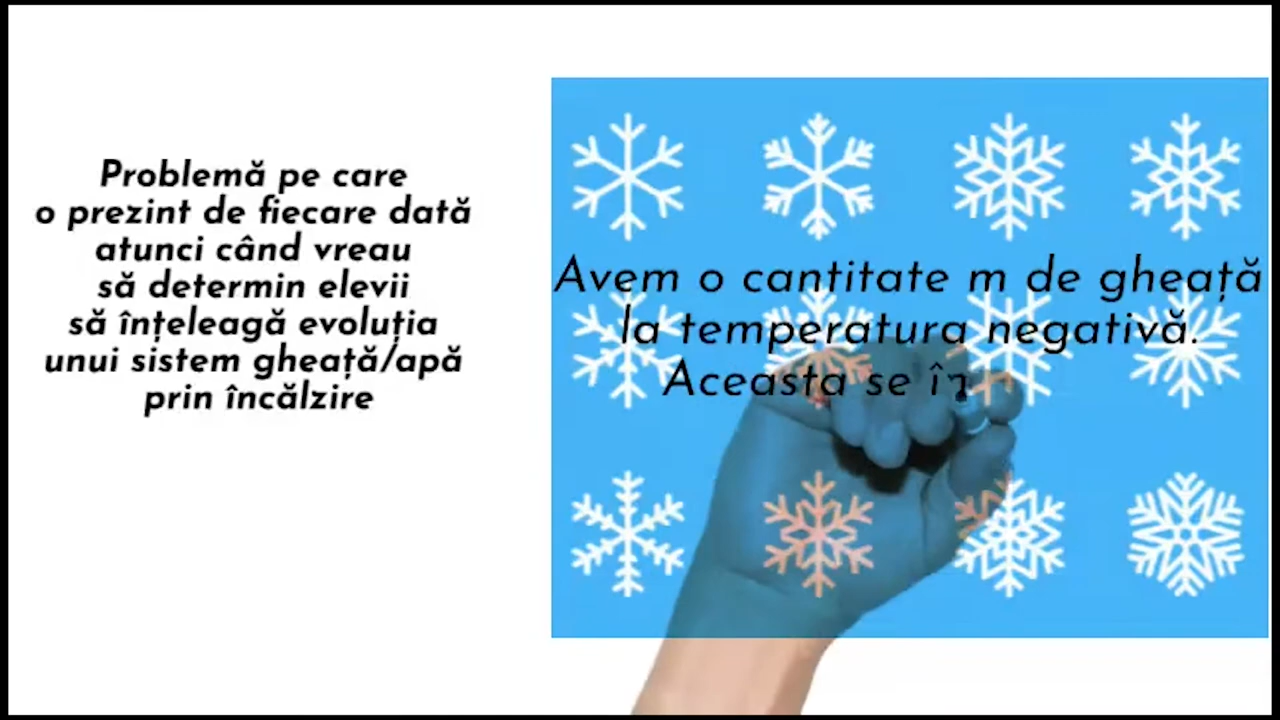 Problemă pe care
o prezint de fiecare dată
atunci când vreau
să determin elevii
să înțeleagă evoluția
unui sistem gheață/apă
prin încălzire
Avem o cantitate m de gheață
la temperatura negativă.
Aceasta se